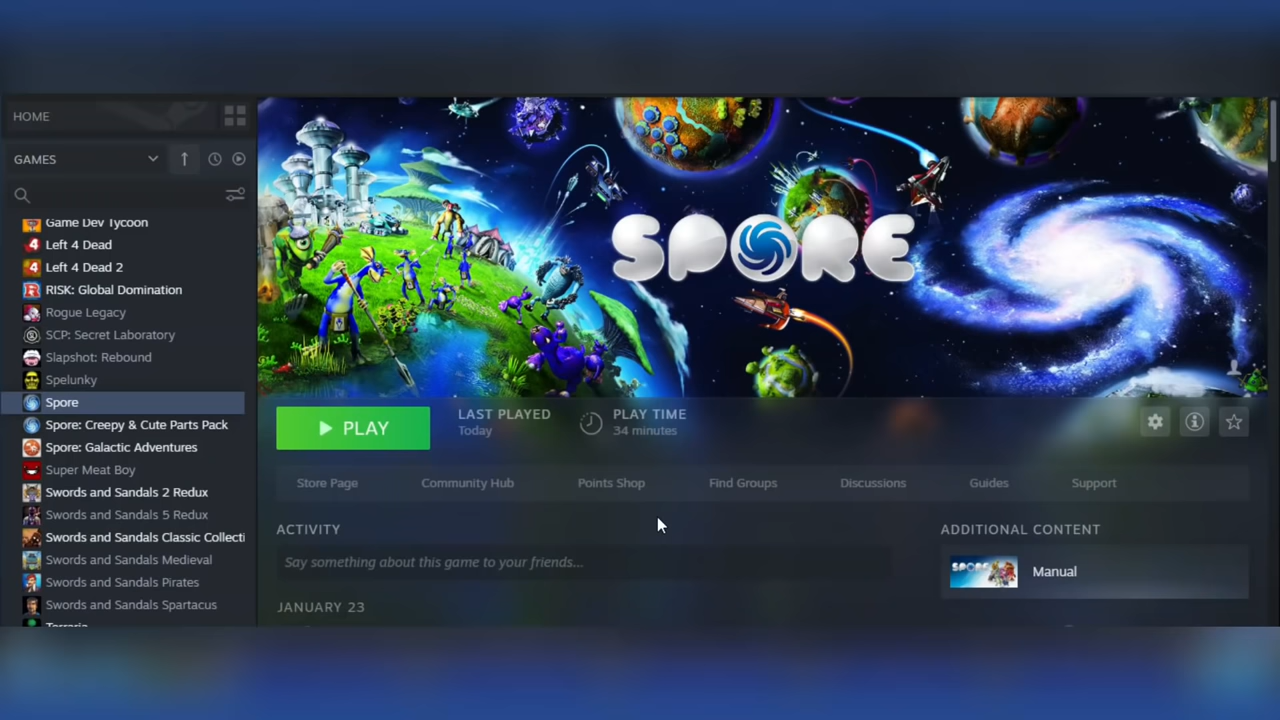 HOME
GAMES
Game Dev Tycoon
Left 4 Dead
Left 4 Dead 2
RISK: Global Domination
Rogue Legacy
SCP: Secret Laboratory
Slapshot: Rebound
Spelunky
Spore
Spore: Creepy & Cute Parts Pack
Spore: Galactic Adventures
Super Meat Boy
Swords and Sandals 2 Redux
Swords and Sandals 5 Redux
Swords and Sandals Classic Collecti
Swords and Sandals Medieval
Swords and Sandals Pirates
Swords and Sandals Spartacus
Terraria
SPORE
PLAY
LAST PLAYED
Today
PLAY TIME
34 minutes
Store Page
Community Hub
Points Shop
Find Groups
Discussions
Guides
Support
ACTIVITY
Say something about this game to your friends...
JANUARY 23
ADDITIONAL CONTENT
SPORE
Manual